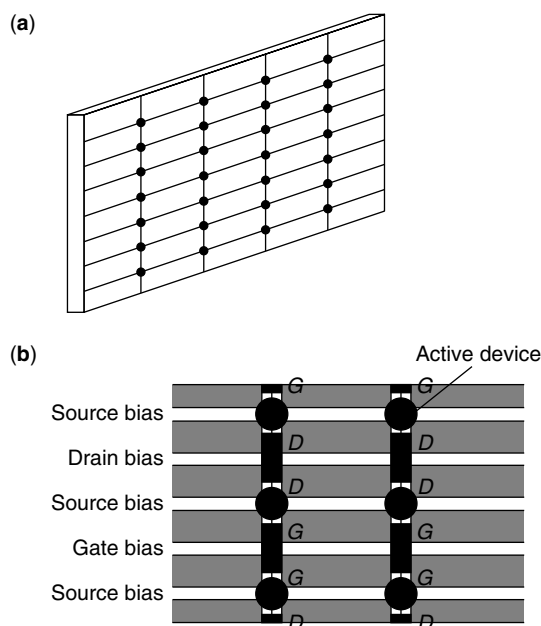 (a)
(b)
Active device
G G
Source bias
D D
Drain bias
D D
Source bias
G G
Gate bias
G G
Source bias
D D